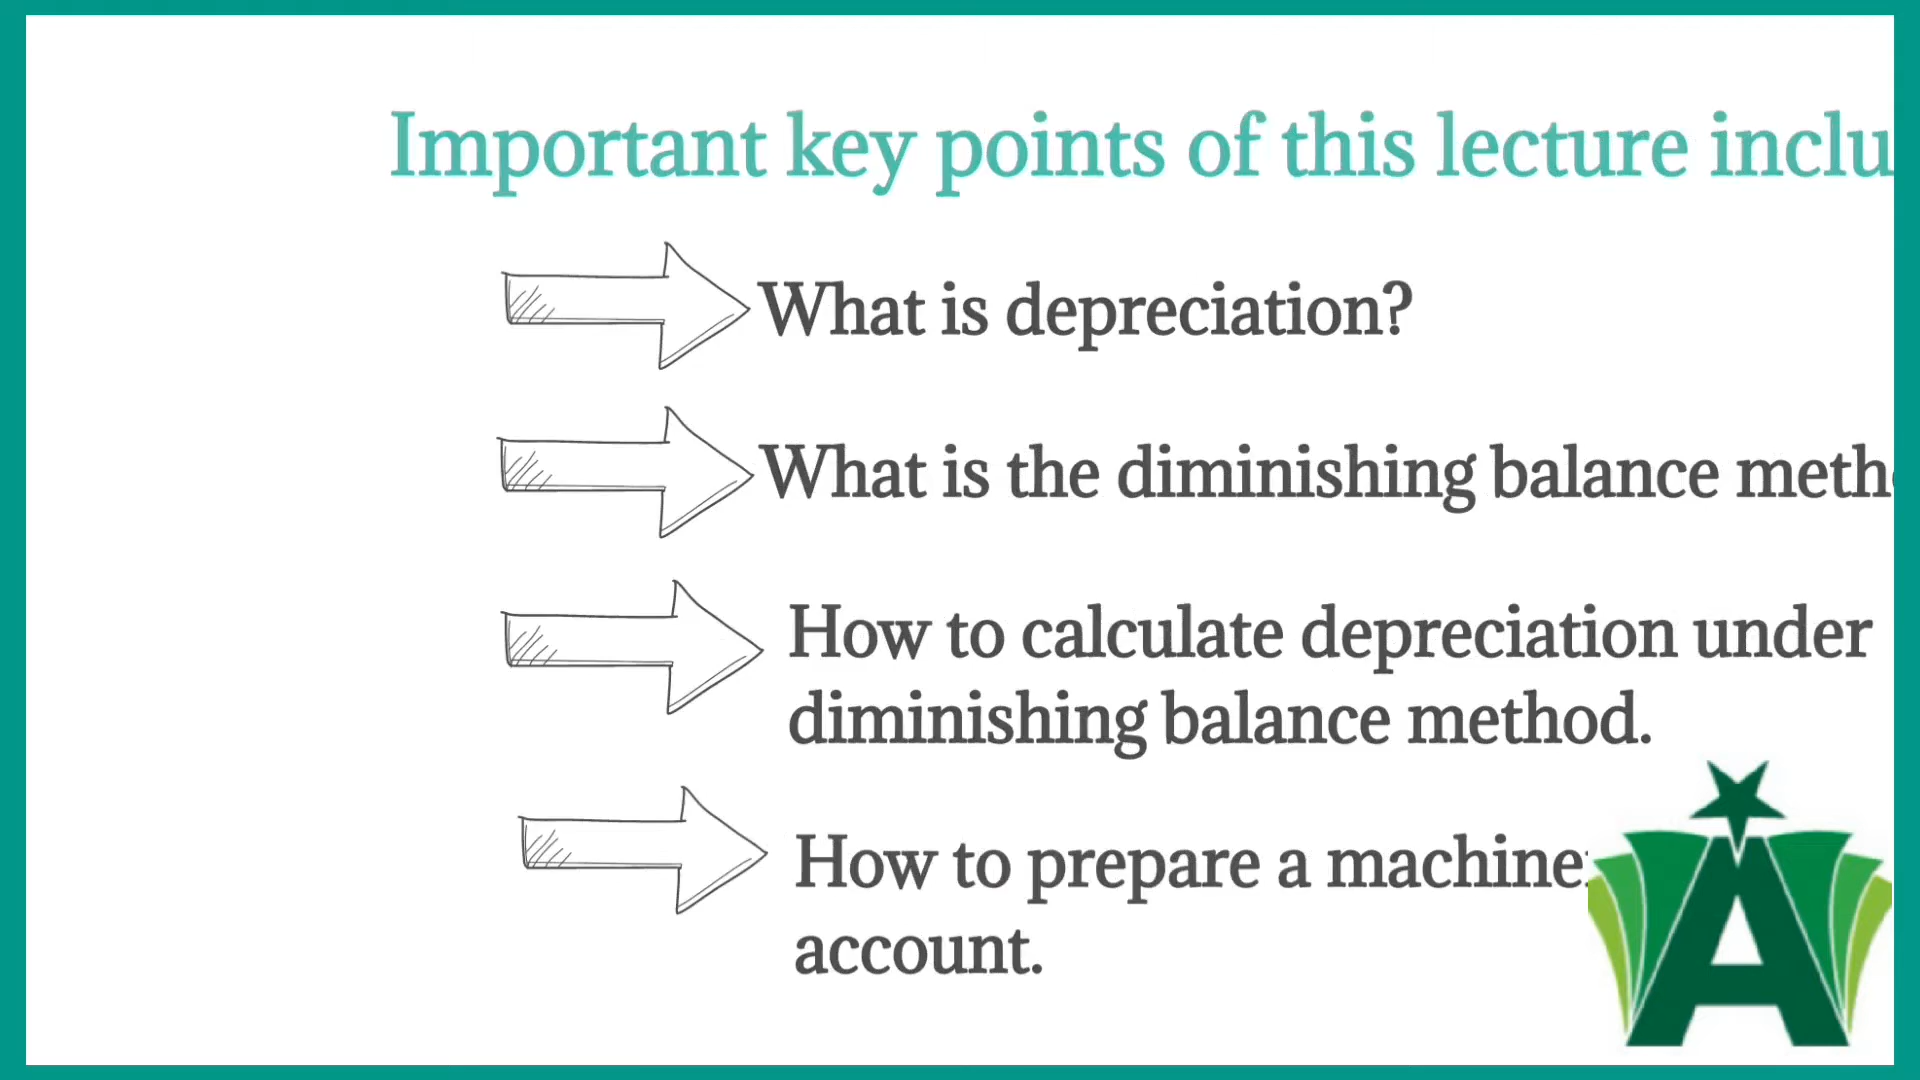 Important key points of this lecture inclu
What is depreciation?
What is the diminishing balance meth
How to calculate depreciation under
diminishing balance method.
How to prepare a machine
account.
A